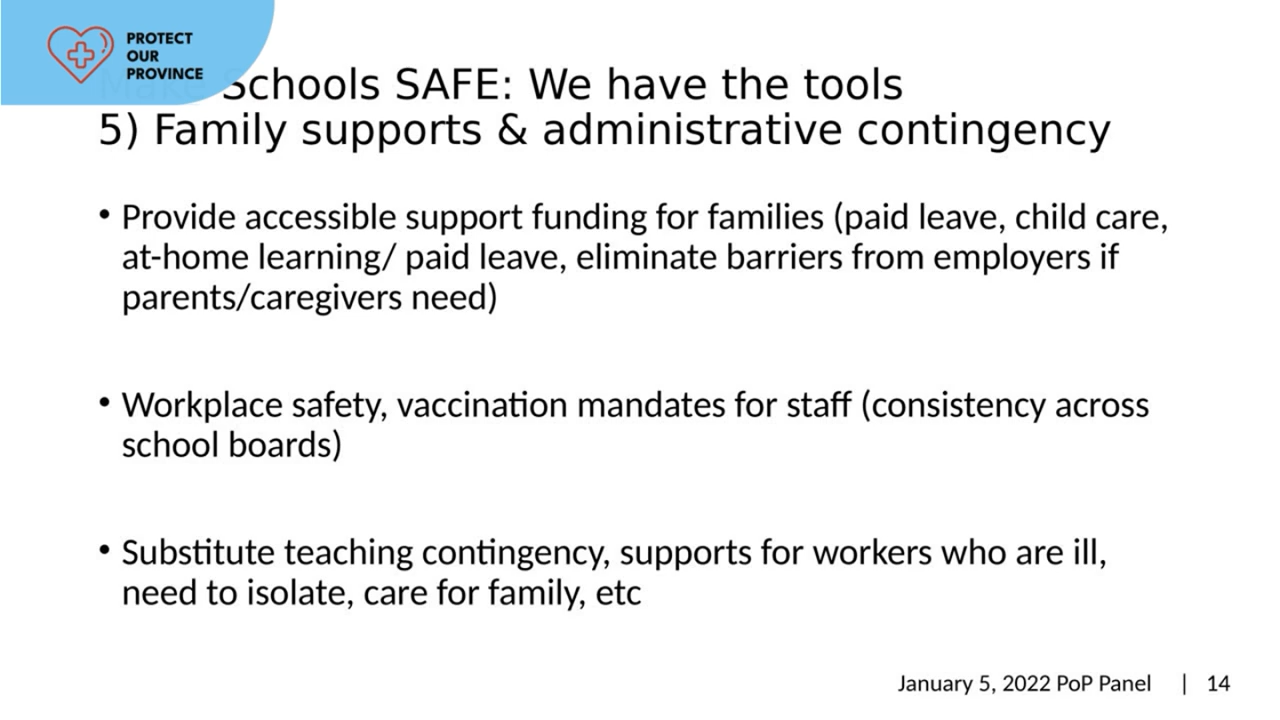 PROTECT
OUR
PROVINCE
Make Schools SAFE: We have the tools
5) Family supports & administrative contingency
• Provide accessible support funding for families (paid leave, child care,
at-home learning/ paid leave, eliminate barriers from employers if
parents/caregivers need)
• Workplace safety, vaccination mandates for staff (consistency across
school boards)
• Substitute teaching contingency, supports for workers who are ill,
need to isolate, care for family, etc
January 5, 2022 PoP Panel | 14